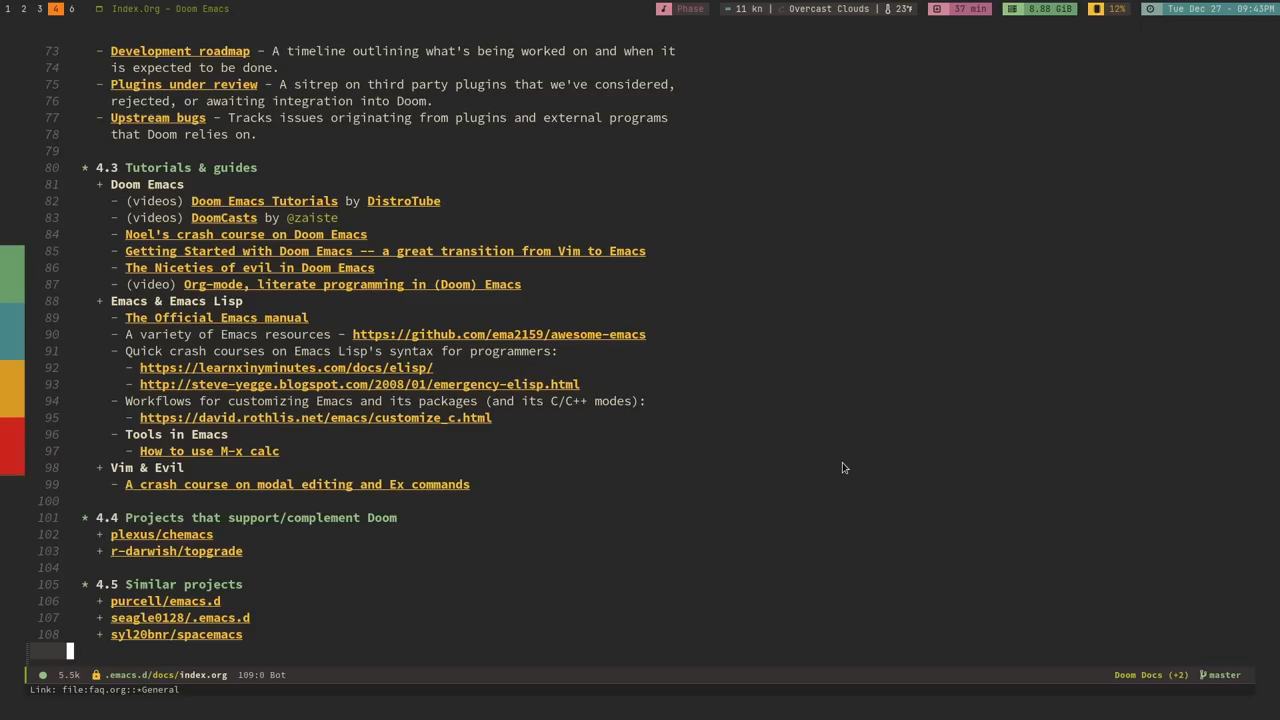 1 2 3 4 6 Index.Org - Doom Emacs Phase 11 kn | Overcast Clouds | 23°F 37 min 8.88 GiB 12% Tue Dec 27 - 09:43PM
73 - Development roadmap - A timeline outlining what's being worked on and when it
74 is expected to be done.
75 - Plugins under review - A sitrep on third party plugins that we've considered,
76 rejected, or awaiting integration into Doom.
77 - Upstream bugs - Tracks issues originating from plugins and external programs
78 that Doom relies on.
79
80 * 4.3 Tutorials & guides
81 + Doom Emacs
82 - (videos) Doom Emacs Tutorials by DistroTube
83 - (videos) DoomCasts by @zaiste
84 - Noel's crash course on Doom Emacs
85 - Getting Started with Doom Emacs -- a great transition from Vim to Emacs
86 - The Niceties of evil in Doom Emacs
87 - (video) Org-mode, literate programming in (Doom) Emacs
88 + Emacs & Emacs Lisp
89 - The Official Emacs manual
90 - A variety of Emacs resources - https://github.com/ema2159/awesome-emacs
91 - Quick crash courses on Emacs Lisp's syntax for programmers:
92 - https://learnxinyminutes.com/docs/elisp/
93 - http://steve-yegge.blogspot.com/2008/01/emergency-elisp.html
94 - Workflows for customizing Emacs and its packages (and its C/C++ modes):
95 - https://david.rothlis.net/emacs/customize_c.html
96 - Tools in Emacs
97 - How to use M-x calc
98 + Vim & Evil
99 - A crash course on modal editing and Ex commands
100
101 * 4.4 Projects that support/complement Doom
102 + plexus/chemacs
103 + r-darwish/topgrade
104
105 * 4.5 Similar projects
106 + purcell/emacs.d
107 + seagle0128/.emacs.d
108 + syl20bnr/spacemacs
5.5k .emacs.d/docs/index.org 109:0 Bot Doom Docs (+2) master
Link: file:faq.org::*General